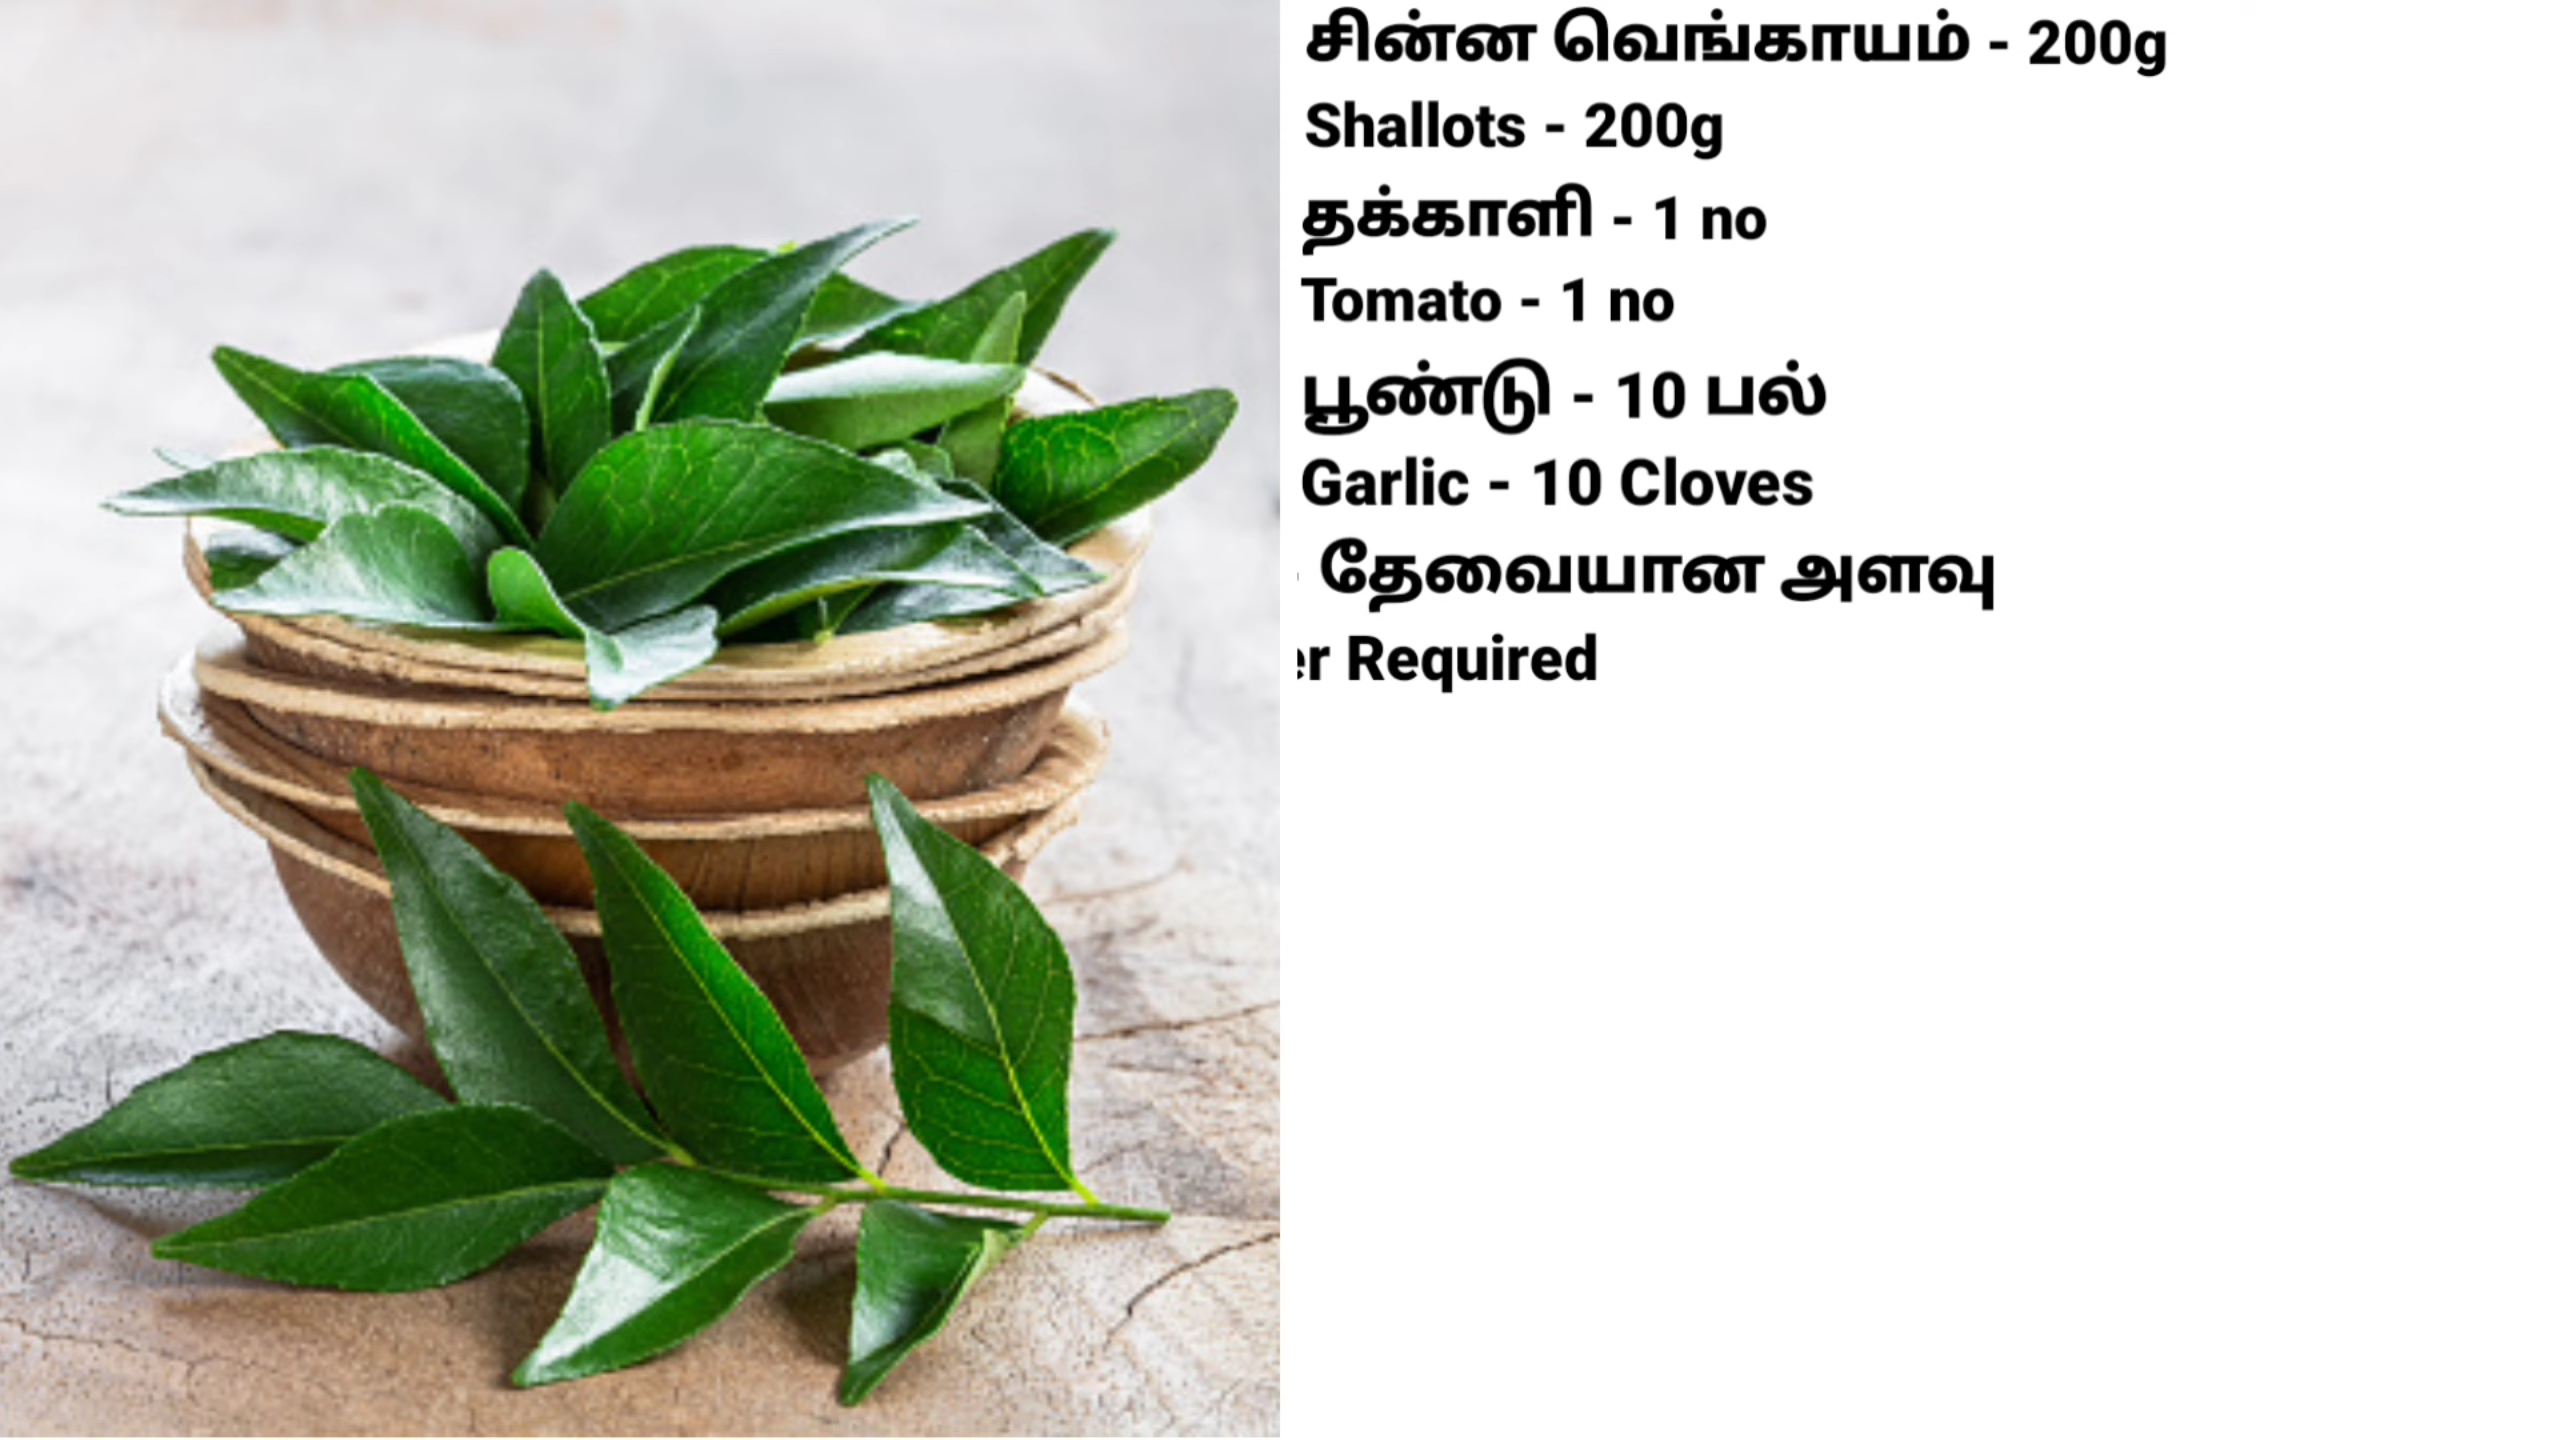 சின்ன வெங்காயம் - 200g
Shallots - 200g
தக்காளி - 1 no
Tomato - 1 no
பூண்டு - 10 பல்
Garlic - 10 Cloves
தேவையான அளவு
Required